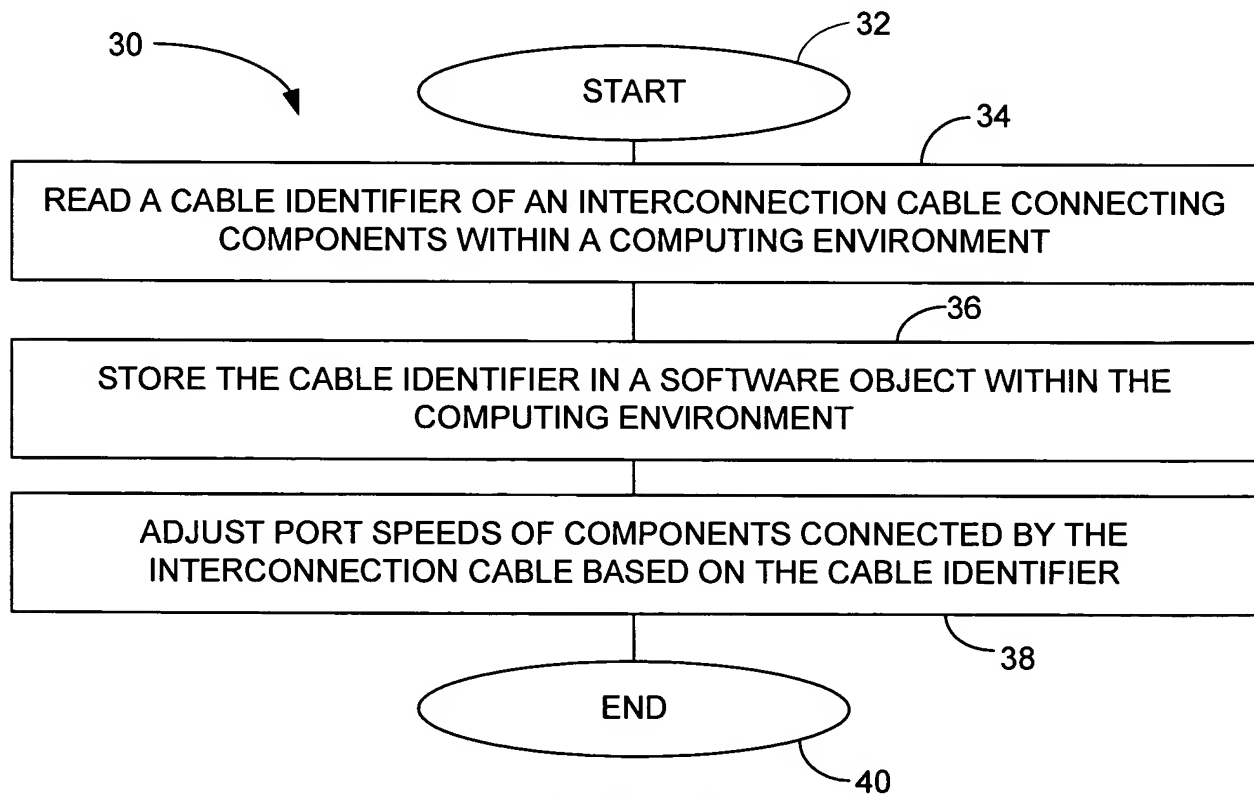 30
32
START
34
READ A CABLE IDENTIFIER OF AN INTERCONNECTION CABLE CONNECTING
COMPONENTS WITHIN A COMPUTING ENVIRONMENT
36
STORE THE CABLE IDENTIFIER IN A SOFTWARE OBJECT WITHIN THE
COMPUTING ENVIRONMENT
ADJUST PORT SPEEDS OF COMPONENTS CONNECTED BY THE
INTERCONNECTION CABLE BASED ON THE CABLE IDENTIFIER
38
END
40